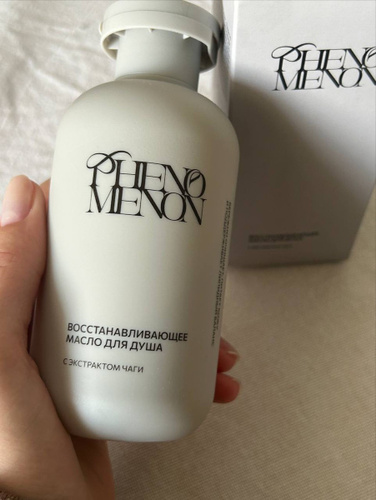 PHENO
MENON
ВОССТАНАВЛИВАЮЩЕЕ
МАСЛО ДЛЯ ДУША
С ЭКСТРАКТОМ ЧАГИ
PHENO
MENON